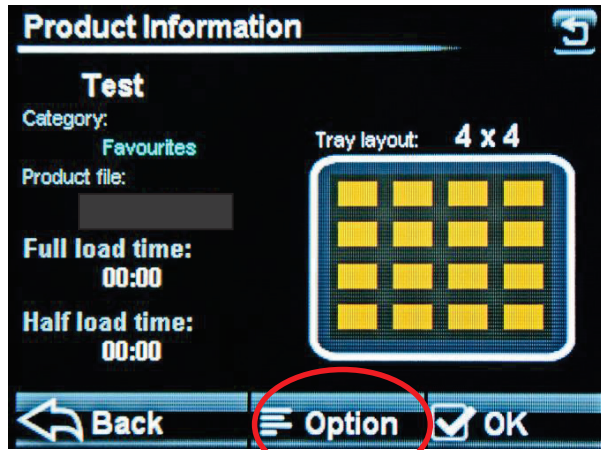 Product Information
Test
Category:
Favourites
Product file:
Full load time:
00:00
Half load time:
00:00
Tray layout: 4 x 4
Back
Option
OK